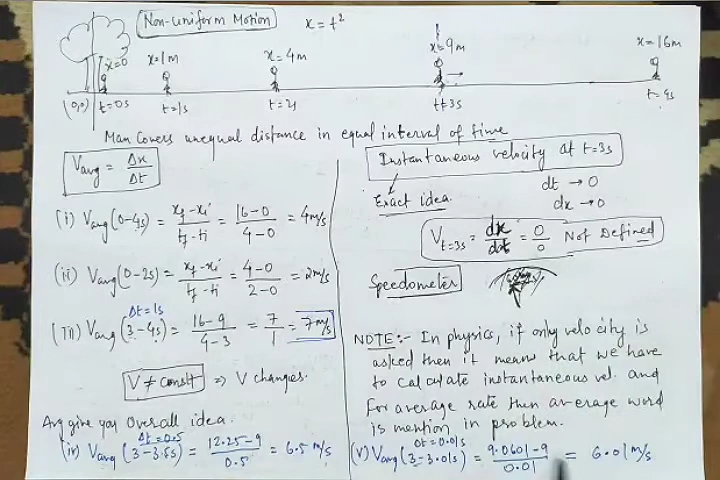 Non-Uniform Motion
x = t²
x=0
x=1m
x=4m
x=9m
x=16m
(0,0)
t=0s
t=1s
t=2s
t=3s
t=4s
Man Covers unequal distance in equal interval of time
Vavg = Δx/Δt
(i) Vavg(0-4s) = (xf - xi)/(tf - ti) = (16-0)/(4-0) = 4m/s
(ii) Vavg(0-2s) = (xf - xi)/(tf - ti) = (4-0)/(2-0) = 2m/s
Δt=1s
(iii) Vavg(3-4s) = (16-9)/(4-3) = 7/1 = 7m/s
V ≠ const ⇒ V changes.
Avg give you overall idea.
Δt=0.5
(iv) Vavg(3-3.5s) = (12.25-9)/0.5 = 6.5 m/s
Instantaneous velocity at t=3s
Exact idea.
dt → 0
dx → 0
Vt=3s = dx/dt = 0/0 Not Defined
Speedometer
NOTE:- In physics, if only velocity is
asked then it means that we have
to calculate instantaneous vel. and
For average rate then average word
is mention in problem.
Δt=0.01s
(v) Vavg(3-3.01s) = (9.0601-9)/0.01 = 6.01m/s